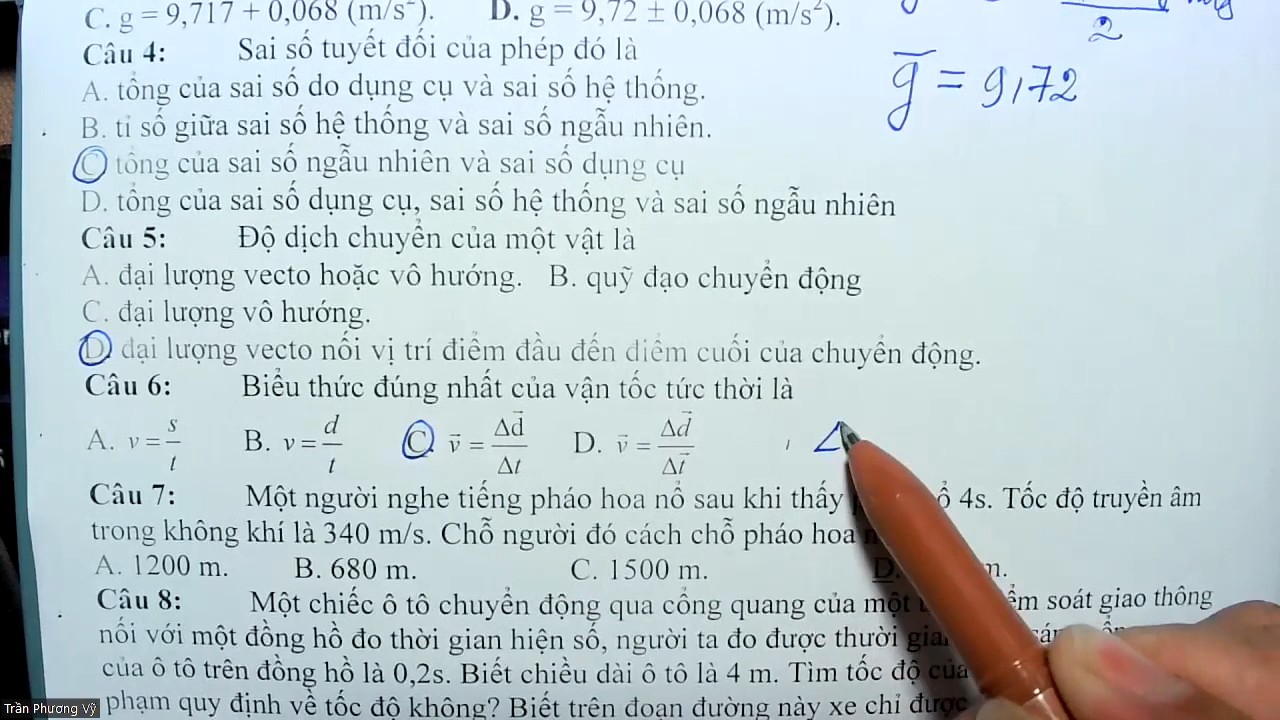 C. g = 9,717 + 0,068 (m/s²). D. g = 9,72 ± 0,068 (m/s²).
2
Câu 4: Sai số tuyết đối của phép đó là
g̅ = 9,72
A. tổng của sai số do dụng cụ và sai số hệ thống.
B. tỉ số giữa sai số hệ thống và sai số ngẫu nhiên.
C tổng của sai số ngẫu nhiên và sai số dụng cụ
D. tổng của sai số dụng cụ, sai số hệ thống và sai số ngẫu nhiên
Câu 5: Độ dịch chuyển của một vật là
A. đại lượng vecto hoặc vô hướng. B. quỹ đạo chuyển động
C. đại lượng vô hướng.
D. đại lượng vecto nối vị trí điểm đầu đến điểm cuối của chuyển động.
Câu 6: Biểu thức đúng nhất của vận tốc tức thời là
A. v = s/t B. v = d/t C. v⃗ = Δd⃗/Δt D. v⃗ = Δd⃗/Δt⃗
Câu 7: Một người nghe tiếng pháo hoa nổ sau khi thấy 4s. Tốc độ truyền âm
trong không khí là 340 m/s. Chỗ người đó cách chỗ pháo hoa
A. 1200 m. B. 680 m. C. 1500 m. D. m.
Câu 8: Một chiếc ô tô chuyển động qua cổng quang của một soát giao thông
nối với một đồng hồ đo thời gian hiện số, người ta đo được thười
của ô tô trên đồng hồ là 0,2s. Biết chiều dài ô tô là 4 m. Tìm tốc độ của
phạm quy định về tốc độ không? Biết trên đoạn đường này xe chỉ được
Trần Phương Vỹ